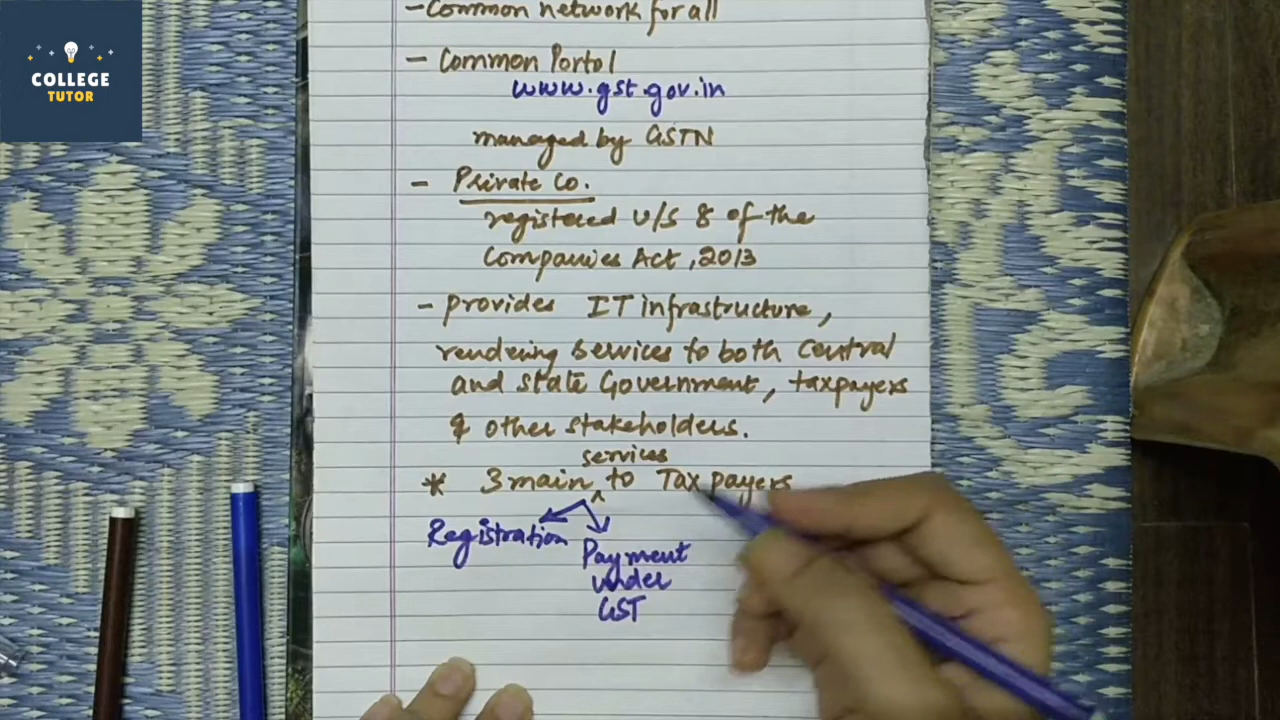 COLLEGE
TUTOR
- Common network for all
- Common Portal
www.gst.gov.in
managed by GSTN
- Private Co.
registered u/s 8 of the
Companies Act, 2013
- Provides IT infrastructure,
rendering services to both Central
and state Government, taxpayers
& other stakeholders.
services
* 3 main ^ to Tax payers
Registration
Payment
under
GST